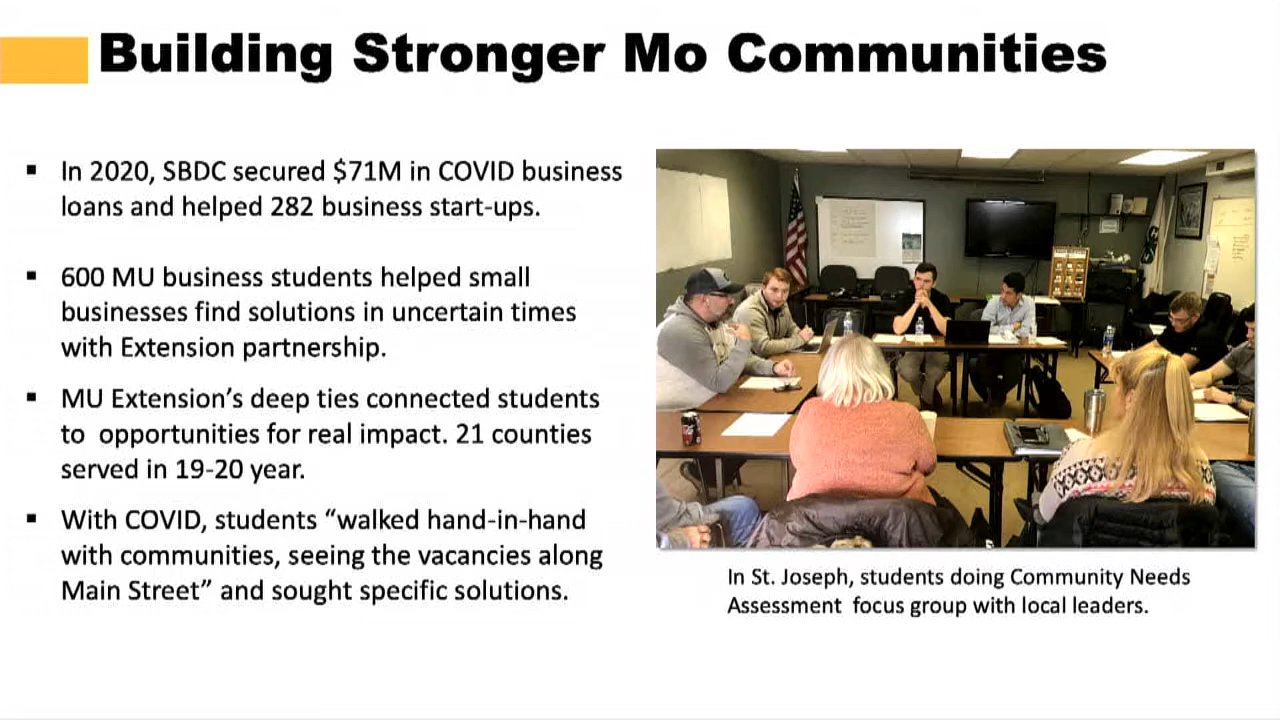 Building Stronger Mo Communities
▪ In 2020, SBDC secured $71M in COVID business
loans and helped 282 business start-ups.
▪ 600 MU business students helped small
businesses find solutions in uncertain times
with Extension partnership.
▪ MU Extension’s deep ties connected students
to opportunities for real impact. 21 counties
served in 19-20 year.
▪ With COVID, students “walked hand-in-hand
with communities, seeing the vacancies along
Main Street” and sought specific solutions.
In St. Joseph, students doing Community Needs
Assessment focus group with local leaders.